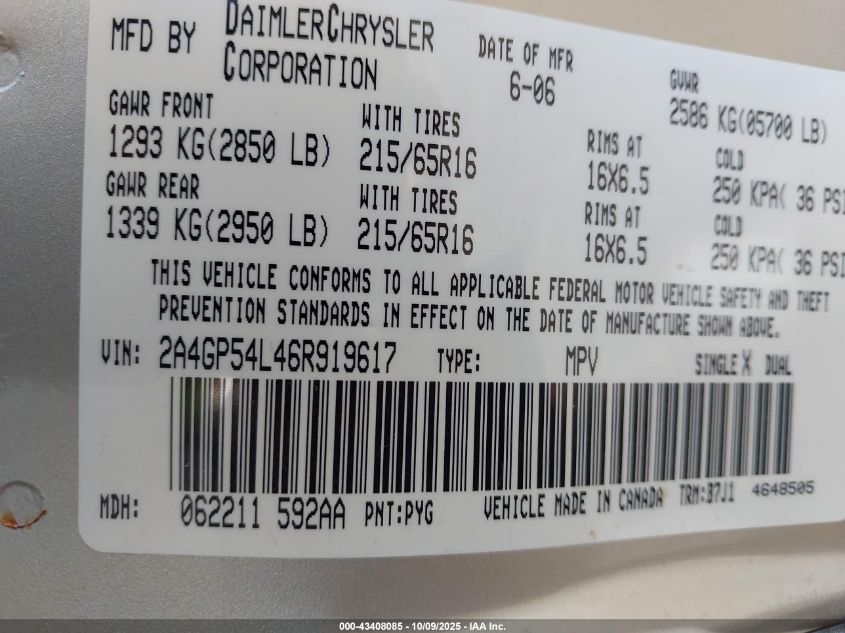 MFD BY DAIMLERCHRYSLER CORPORATION DATE OF MFR 6-06 GVWR 2586 KG(05700 LB)
GAWR FRONT WITH TIRES RIMS AT COLD
1293 KG(2850 LB) 215/65R16 16X6.5 250 KPA( 36 PSI
GAWR REAR WITH TIRES RIMS AT COLD
1339 KG(2950 LB) 215/65R16 16X6.5 250 KPA( 36 PSI
THIS VEHICLE CONFORMS TO ALL APPLICABLE FEDERAL MOTOR VEHICLE SAFETY AND THEFT
PREVENTION STANDARDS IN EFFECT ON THE DATE OF MANUFACTURE SHOWN ABOVE.
VIN: 2A4GP54L46R919617 TYPE: MPV SINGLE X DUAL
MDH: 062211 592AA PNT:PYG VEHICLE MADE IN CANADA TRM:B7J1 4648505
000-43408085 - 10/09/2025 - IAA Inc.